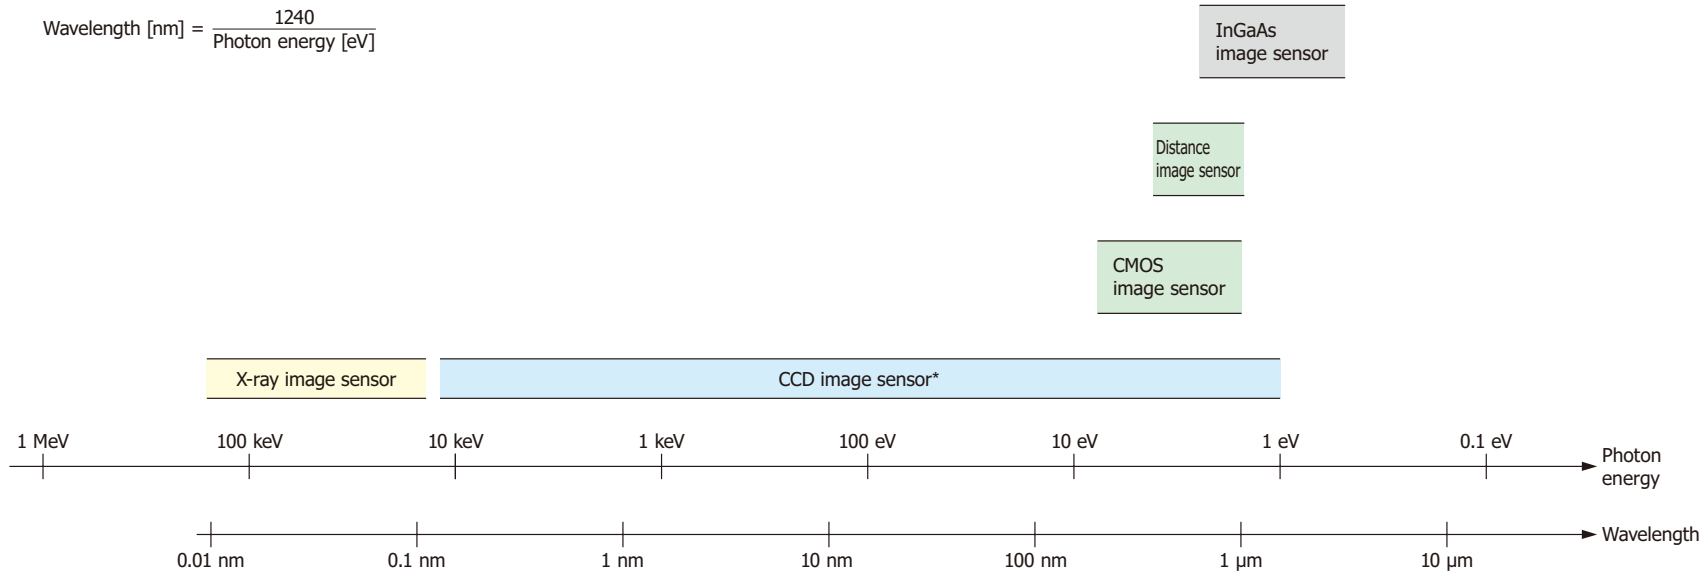 Wavelength [nm] = 1240
Photon energy [eV]
InGaAs
image sensor
Distance
image sensor
CMOS
image sensor
X-ray image sensor
CCD image sensor*
1 MeV 100 keV 10 keV 1 keV 100 eV 10 eV 1 eV 0.1 eV
Photon
energy
Wavelength
0.01 nm 0.1 nm 1 nm 10 nm 100 nm 1 µm 10 µm